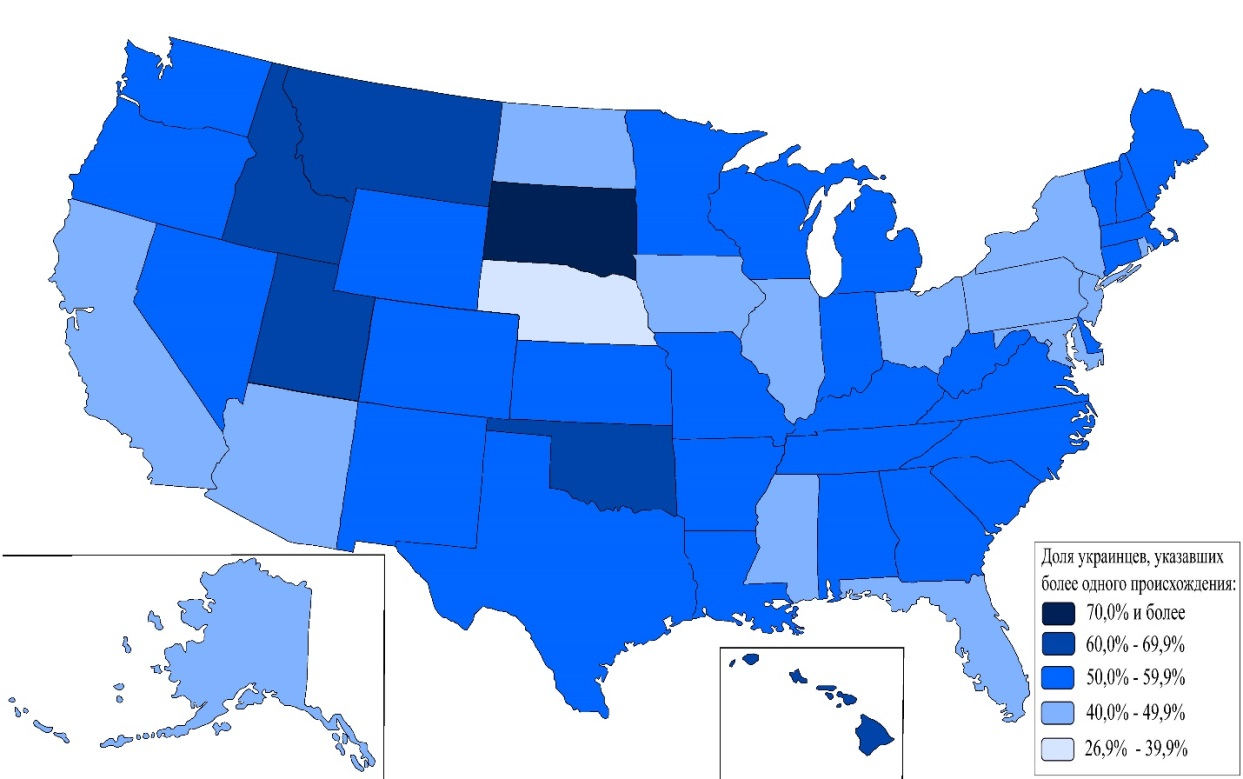 Доля украинцев, указавших
более одного происхождения:
70,0% и более
60,0% - 69,9%
50,0% - 59,9%
40,0% - 49,9%
26,9% - 39,9%